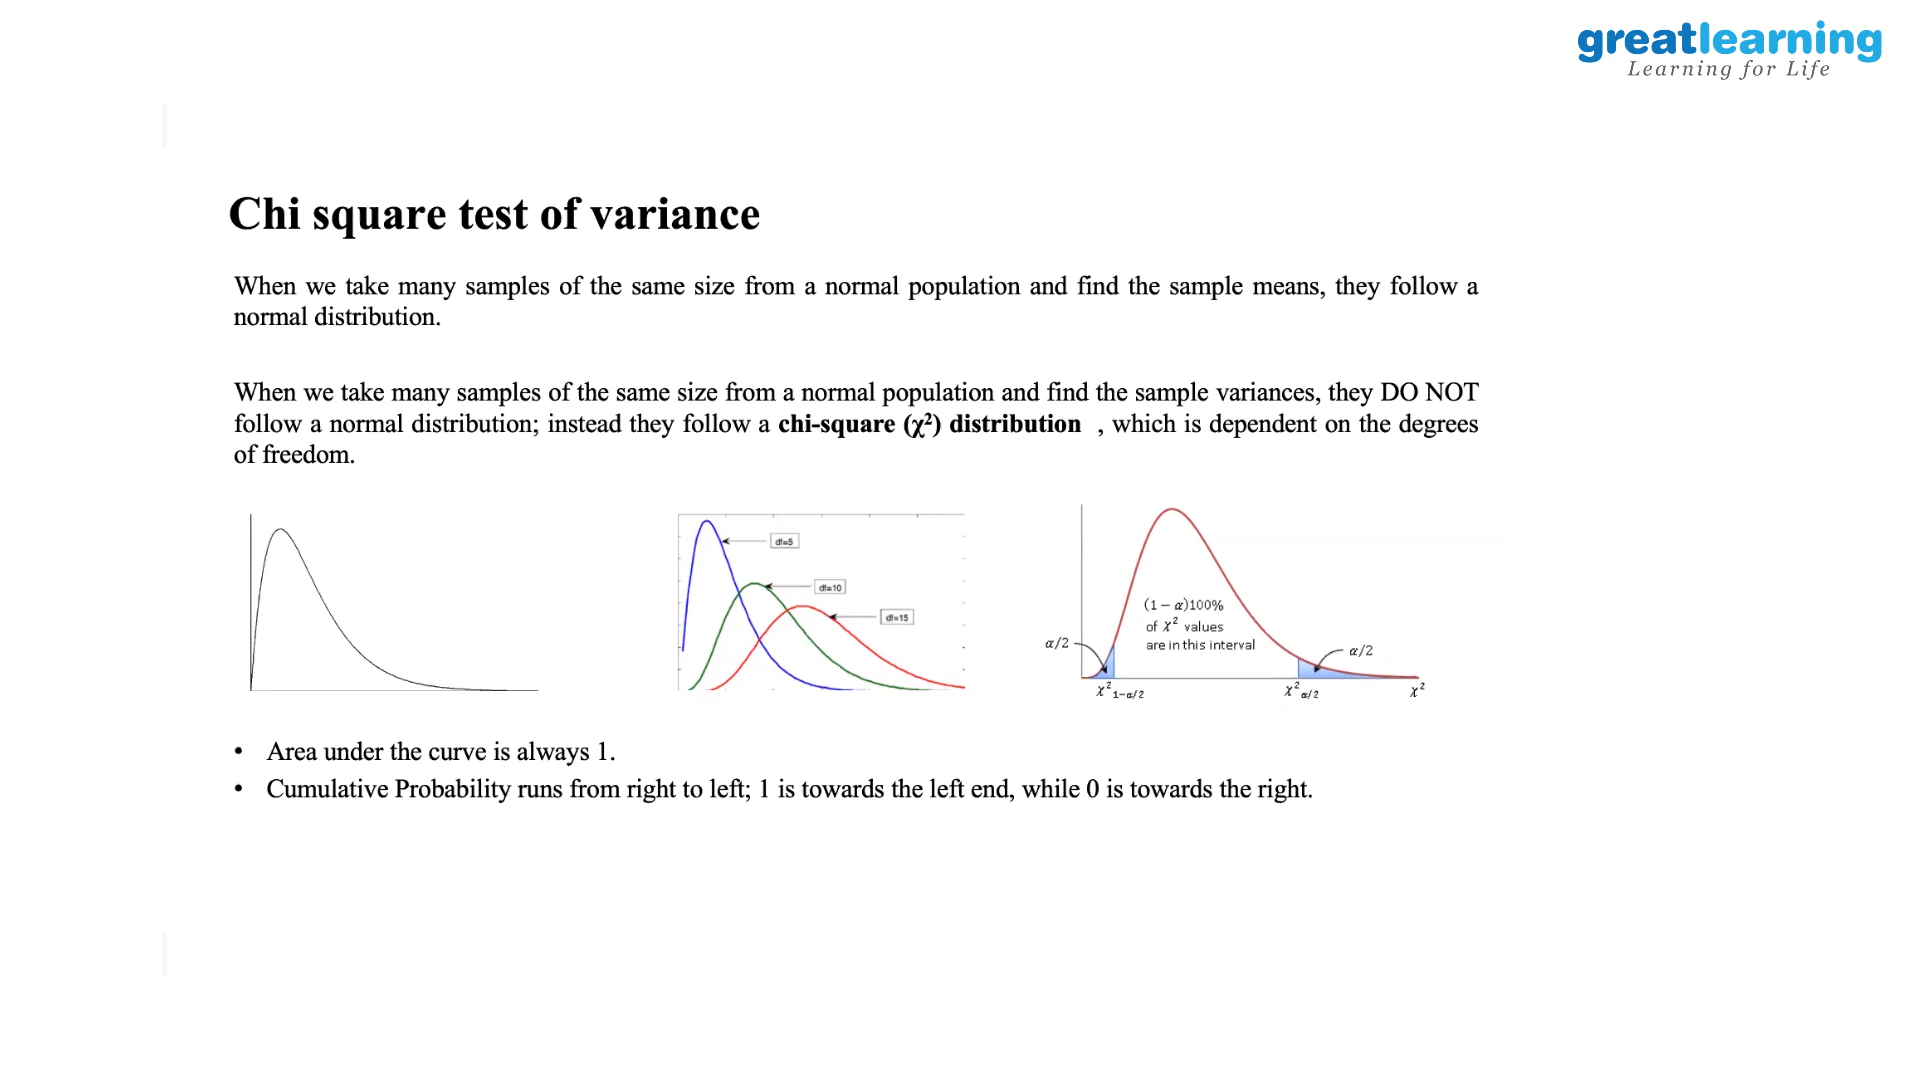 greatlearning
Learning for Life
Chi square test of variance
When we take many samples of the same size from a normal population and find the sample means, they follow a
normal distribution.
When we take many samples of the same size from a normal population and find the sample variances, they DO NOT
follow a normal distribution; instead they follow a chi-square (χ²) distribution , which is dependent on the degrees
of freedom.
df=5
df=10
df=15
(1 – α)100%
of χ² values
are in this interval
α/2
α/2
χ²₁₋α/₂
χ²α/₂
χ²
• Area under the curve is always 1.
• Cumulative Probability runs from right to left; 1 is towards the left end, while 0 is towards the right.